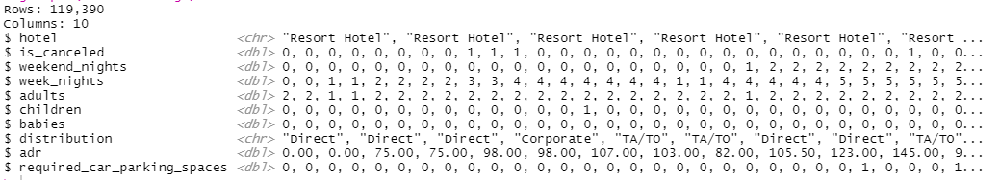 Rows: 119,390
Columns: 10
$ hotel <chr> "Resort Hotel", "Resort Hotel", "Resort Hotel", "Resort Hotel", "Resort Hotel", "Resort ...
$ is_canceled <dbl> 0, 0, 0, 0, 0, 0, 0, 0, 1, 1, 1, 0, 0, 0, 0, 0, 0, 0, 0, 0, 0, 0, 0, 0, 0, 0, 0, 1, 0, 0...
$ weekend_nights <dbl> 0, 0, 0, 0, 0, 0, 0, 0, 0, 0, 0, 0, 0, 0, 0, 0, 0, 0, 0, 0, 1, 2, 2, 2, 2, 2, 2, 2, 2, 2...
$ week_nights <dbl> 0, 0, 1, 1, 2, 2, 2, 2, 3, 3, 4, 4, 4, 4, 4, 4, 4, 1, 1, 4, 4, 4, 4, 4, 5, 5, 5, 5, 5, 5...
$ adults <dbl> 2, 2, 1, 1, 2, 2, 2, 2, 2, 2, 2, 2, 2, 2, 2, 2, 2, 2, 2, 2, 1, 2, 2, 2, 2, 2, 2, 2, 2, 2...
$ children <dbl> 0, 0, 0, 0, 0, 0, 0, 0, 0, 0, 0, 0, 0, 1, 0, 0, 0, 0, 0, 0, 0, 0, 0, 0, 0, 0, 0, 0, 0, 0...
$ babies <dbl> 0, 0, 0, 0, 0, 0, 0, 0, 0, 0, 0, 0, 0, 0, 0, 0, 0, 0, 0, 0, 0, 0, 0, 0, 0, 0, 0, 0, 0, 0...
$ distribution <chr> "Direct", "Direct", "Direct", "Corporate", "TA/TO", "TA/TO", "Direct", "Direct", "TA/TO"...
$ adr <dbl> 0.00, 0.00, 75.00, 75.00, 98.00, 98.00, 107.00, 103.00, 82.00, 105.50, 123.00, 145.00, 9...
$ required_car_parking_spaces <dbl> 0, 0, 0, 0, 0, 0, 0, 0, 0, 0, 0, 0, 0, 0, 0, 0, 0, 0, 0, 0, 0, 0, 0, 0, 0, 1, 0, 0, 0, 1...